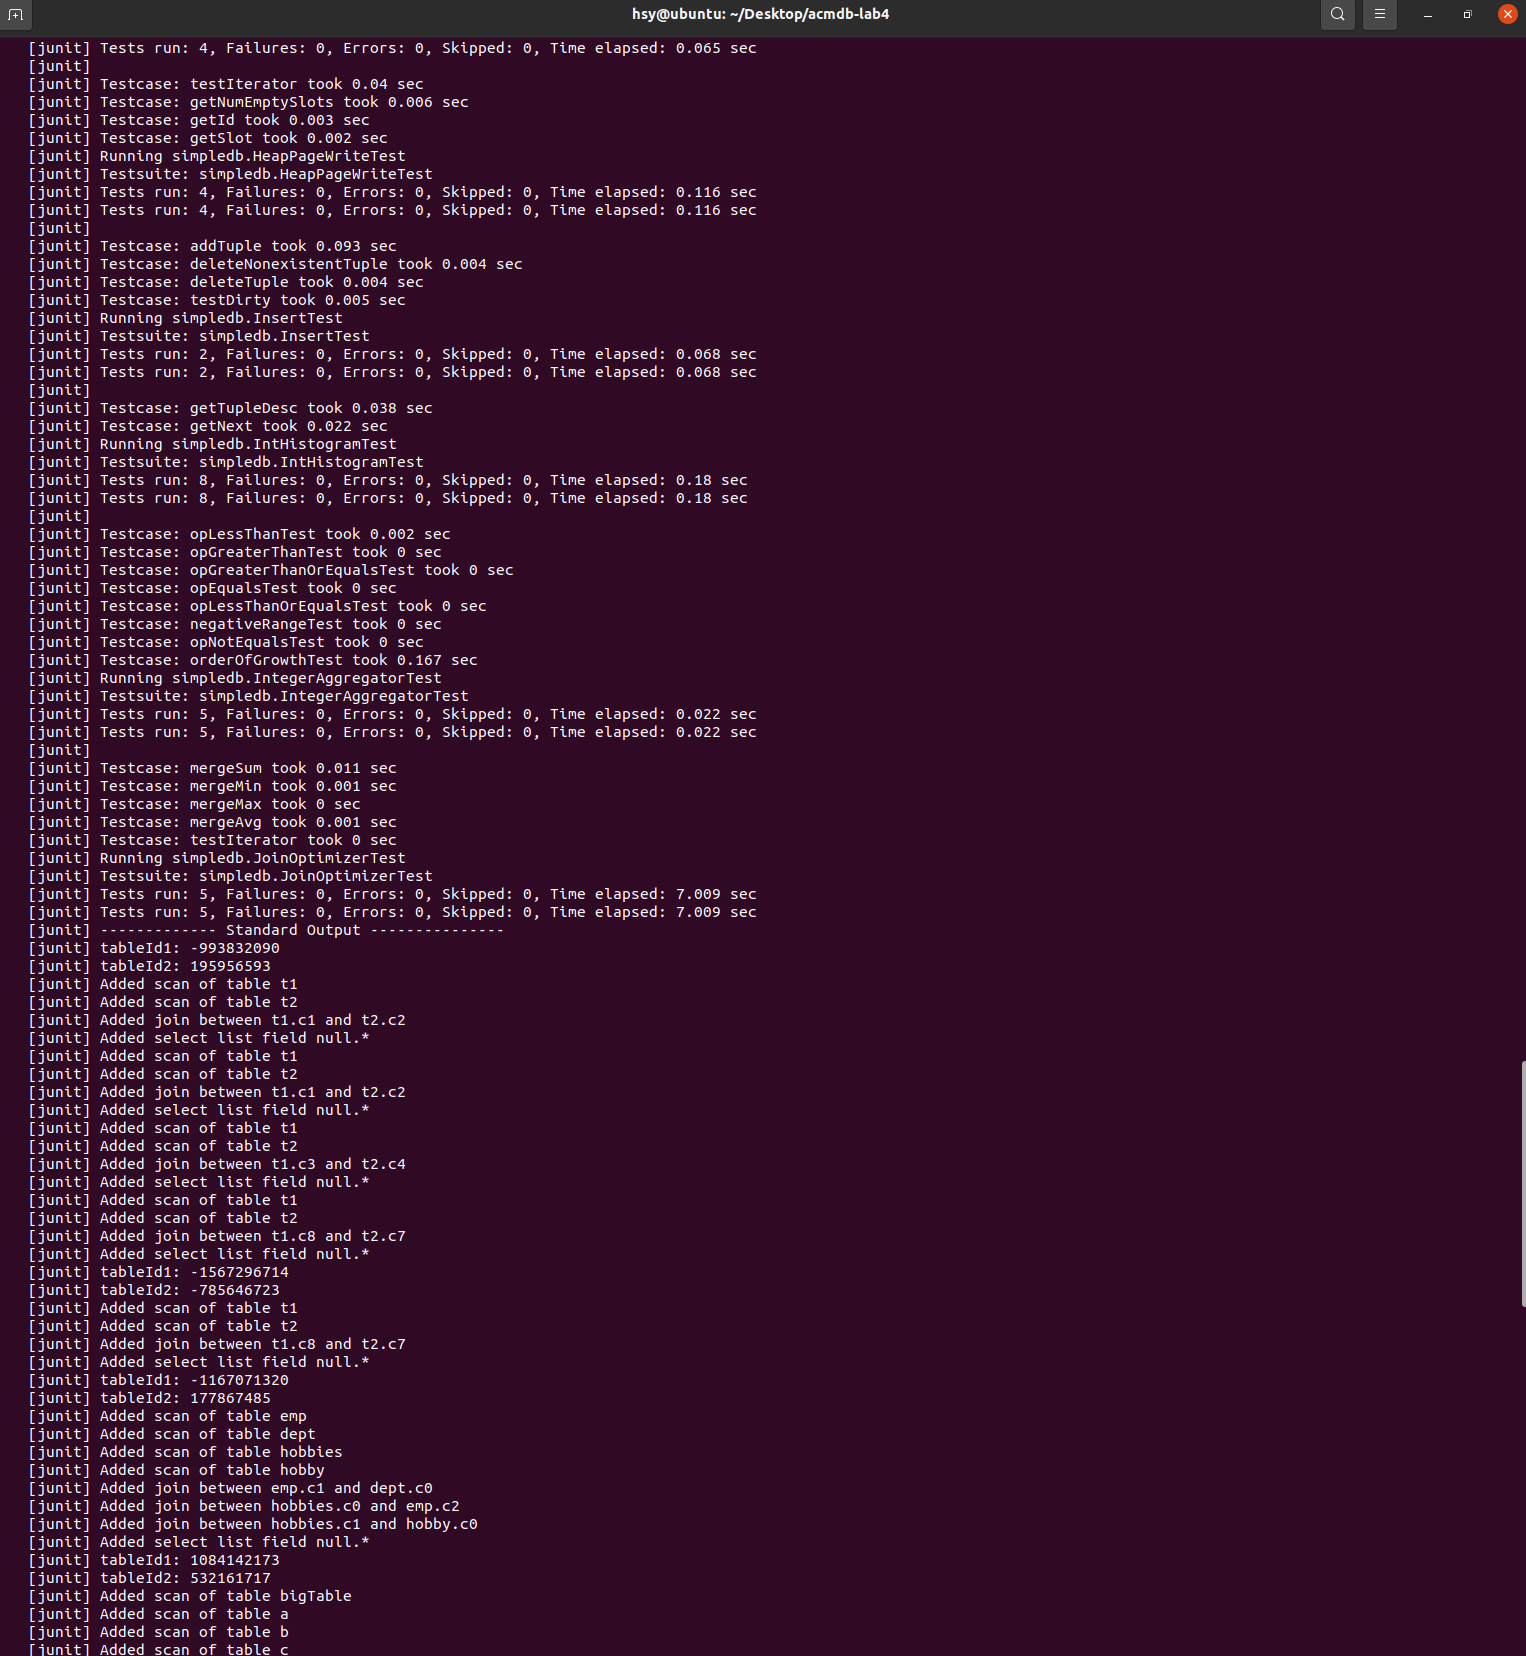 hsy@ubuntu: ~/Desktop/acmdb-lab4
[junit] Tests run: 4, Failures: 0, Errors: 0, Skipped: 0, Time elapsed: 0.065 sec
[junit]
[junit] Testcase: testIterator took 0.04 sec
[junit] Testcase: getNumEmptySlots took 0.006 sec
[junit] Testcase: getId took 0.003 sec
[junit] Testcase: getSlot took 0.002 sec
[junit] Running simpledb.HeapPageWriteTest
[junit] Testsuite: simpledb.HeapPageWriteTest
[junit] Tests run: 4, Failures: 0, Errors: 0, Skipped: 0, Time elapsed: 0.116 sec
[junit] Tests run: 4, Failures: 0, Errors: 0, Skipped: 0, Time elapsed: 0.116 sec
[junit]
[junit] Testcase: addTuple took 0.093 sec
[junit] Testcase: deleteNonexistentTuple took 0.004 sec
[junit] Testcase: deleteTuple took 0.004 sec
[junit] Testcase: testDirty took 0.005 sec
[junit] Running simpledb.InsertTest
[junit] Testsuite: simpledb.InsertTest
[junit] Tests run: 2, Failures: 0, Errors: 0, Skipped: 0, Time elapsed: 0.068 sec
[junit] Tests run: 2, Failures: 0, Errors: 0, Skipped: 0, Time elapsed: 0.068 sec
[junit]
[junit] Testcase: getTupleDesc took 0.038 sec
[junit] Testcase: getNext took 0.022 sec
[junit] Running simpledb.IntHistogramTest
[junit] Testsuite: simpledb.IntHistogramTest
[junit] Tests run: 8, Failures: 0, Errors: 0, Skipped: 0, Time elapsed: 0.18 sec
[junit] Tests run: 8, Failures: 0, Errors: 0, Skipped: 0, Time elapsed: 0.18 sec
[junit]
[junit] Testcase: opLessThanTest took 0.002 sec
[junit] Testcase: opGreaterThanTest took 0 sec
[junit] Testcase: opGreaterThanOrEqualsTest took 0 sec
[junit] Testcase: opEqualsTest took 0 sec
[junit] Testcase: opLessThanOrEqualsTest took 0 sec
[junit] Testcase: negativeRangeTest took 0 sec
[junit] Testcase: opNotEqualsTest took 0 sec
[junit] Testcase: orderOfGrowthTest took 0.167 sec
[junit] Running simpledb.IntegerAggregatorTest
[junit] Testsuite: simpledb.IntegerAggregatorTest
[junit] Tests run: 5, Failures: 0, Errors: 0, Skipped: 0, Time elapsed: 0.022 sec
[junit] Tests run: 5, Failures: 0, Errors: 0, Skipped: 0, Time elapsed: 0.022 sec
[junit]
[junit] Testcase: mergeSum took 0.011 sec
[junit] Testcase: mergeMin took 0.001 sec
[junit] Testcase: mergeMax took 0 sec
[junit] Testcase: mergeAvg took 0.001 sec
[junit] Testcase: testIterator took 0 sec
[junit] Running simpledb.JoinOptimizerTest
[junit] Testsuite: simpledb.JoinOptimizerTest
[junit] Tests run: 5, Failures: 0, Errors: 0, Skipped: 0, Time elapsed: 7.009 sec
[junit] Tests run: 5, Failures: 0, Errors: 0, Skipped: 0, Time elapsed: 7.009 sec
[junit] ------------- Standard Output ---------------
[junit] tableId1: -993832090
[junit] tableId2: 195956593
[junit] Added scan of table t1
[junit] Added scan of table t2
[junit] Added join between t1.c1 and t2.c2
[junit] Added select list field null.*
[junit] Added scan of table t1
[junit] Added scan of table t2
[junit] Added join between t1.c1 and t2.c2
[junit] Added select list field null.*
[junit] Added scan of table t1
[junit] Added scan of table t2
[junit] Added join between t1.c3 and t2.c4
[junit] Added select list field null.*
[junit] Added scan of table t1
[junit] Added scan of table t2
[junit] Added join between t1.c8 and t2.c7
[junit] Added select list field null.*
[junit] tableId1: -1567296714
[junit] tableId2: -785646723
[junit] Added scan of table t1
[junit] Added scan of table t2
[junit] Added join between t1.c8 and t2.c7
[junit] Added select list field null.*
[junit] tableId1: -1167071320
[junit] tableId2: 177867485
[junit] Added scan of table emp
[junit] Added scan of table dept
[junit] Added scan of table hobbies
[junit] Added scan of table hobby
[junit] Added join between emp.c1 and dept.c0
[junit] Added join between hobbies.c0 and emp.c2
[junit] Added join between hobbies.c1 and hobby.c0
[junit] Added select list field null.*
[junit] tableId1: 1084142173
[junit] tableId2: 532161717
[junit] Added scan of table bigTable
[junit] Added scan of table a
[junit] Added scan of table b
[junit] Added scan of table c